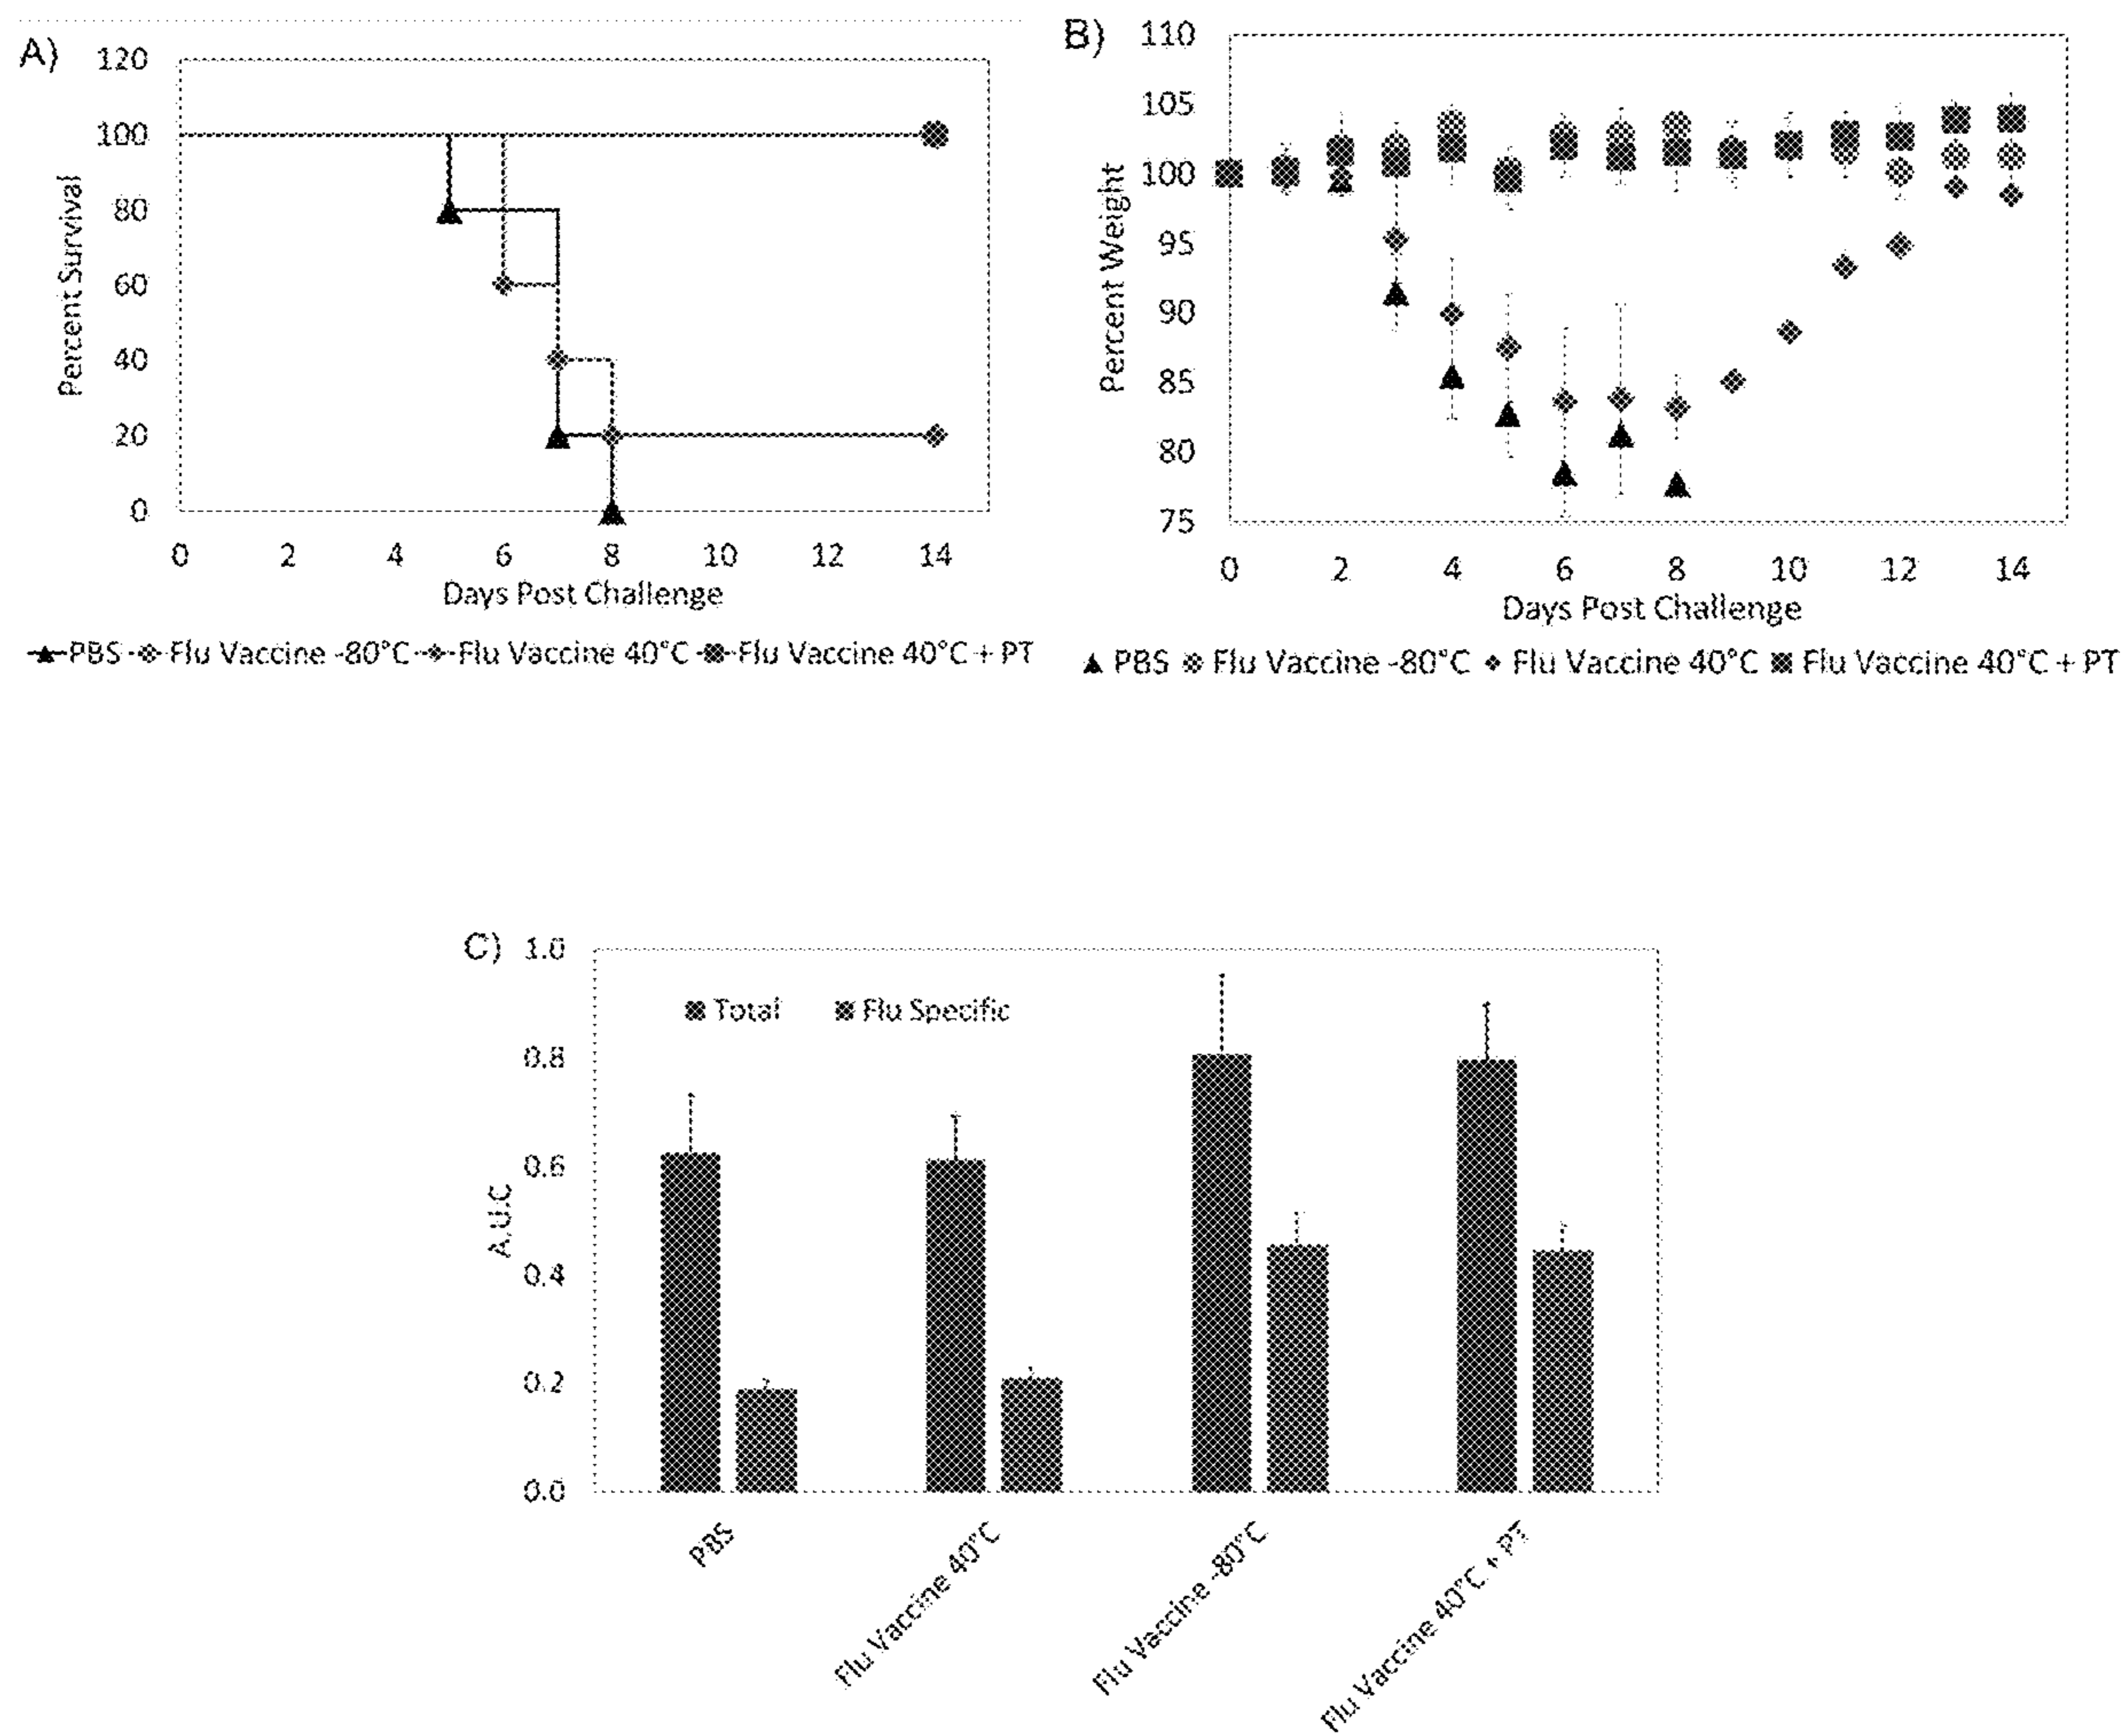 A)
120
100
80
60
40
20
0
Percent Survival
0 2 4 6 8 10 12 14
Days Post Challenge
PBS Flu Vaccine -80°C Flu Vaccine 40°C Flu Vaccine 40°C + PT
B)
110
105
100
95
90
85
80
75
Percent Weight
0 2 4 6 8 10 12 14
Days Post Challenge
PBS Flu Vaccine -80°C Flu Vaccine 40°C Flu Vaccine 40°C + PT
C)
1.0
0.8
0.6
0.4
0.2
0.0
A.U.C
Total Flu Specific
PBS
Flu Vaccine 40°C
Flu Vaccine -80°C
Flu Vaccine 40°C + PT